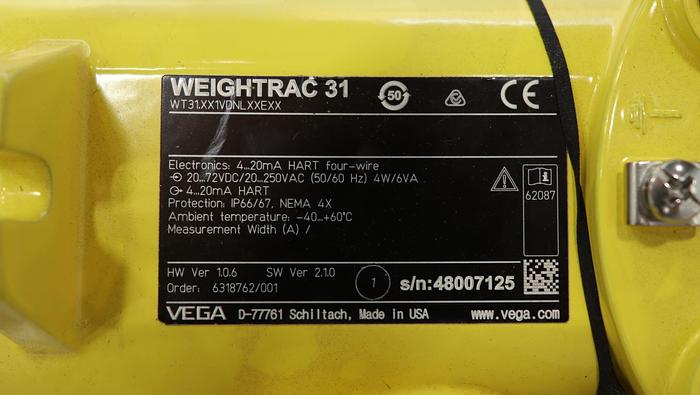 WEIGHTRAC 31
WT31.XX1VDNLXXEXX
50
CE
Electronics: 4...20mA HART four-wire
20...72VDC/20...250VAC (50/60 Hz) 4W/6VA
4...20mA HART
Protection: IP66/67, NEMA 4X
Ambient temperature: -40...+60°C
Measurement Width (A) /
i
62087
HW Ver 1.0.6 SW Ver 2.1.0
Order: 6318762/001
1
s/n:48007125
VEGA D-77761 Schiltach, Made in USA www.vega.com